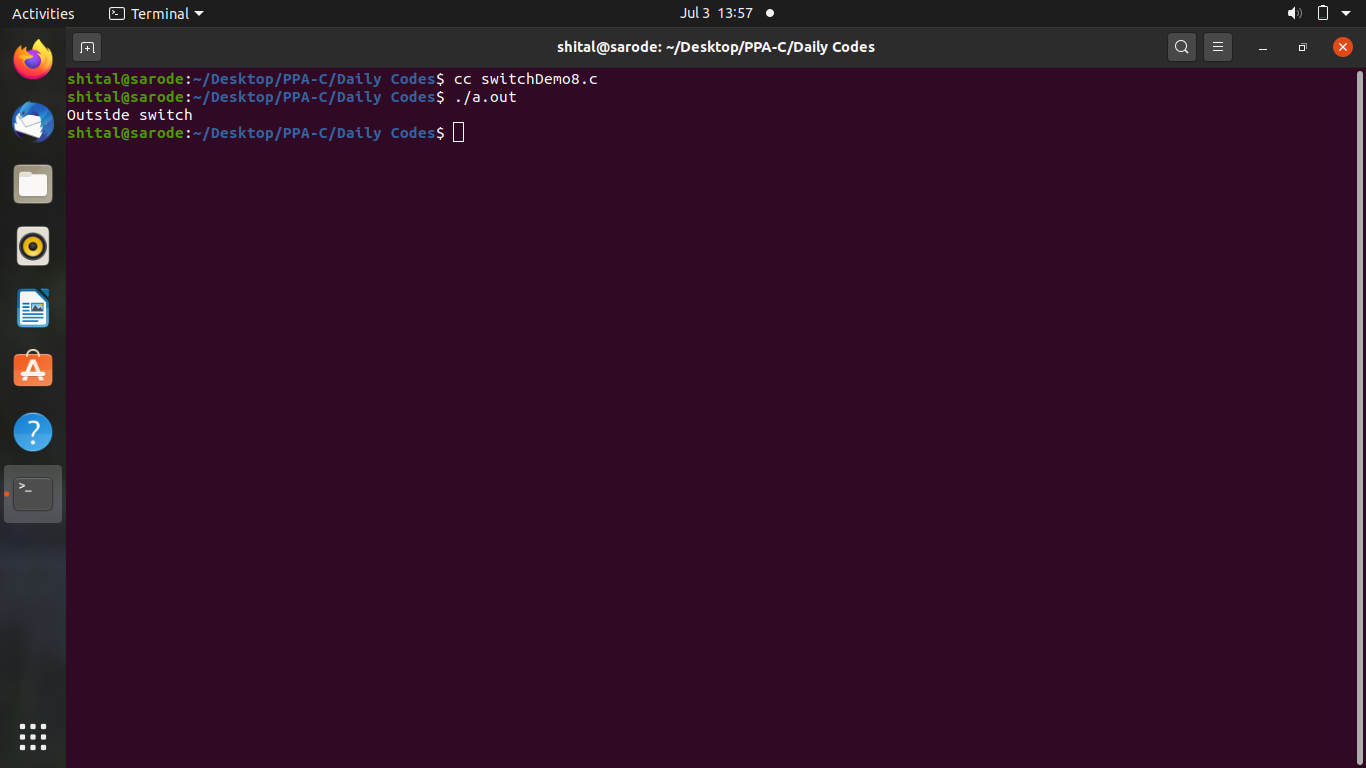 Activities
Terminal
Jul 3 13:57
shital@sarode: ~/Desktop/PPA-C/Daily Codes
shital@sarode:~/Desktop/PPA-C/Daily Codes$ cc switchDemo8.c
shital@sarode:~/Desktop/PPA-C/Daily Codes$ ./a.out
Outside switch
shital@sarode:~/Desktop/PPA-C/Daily Codes$